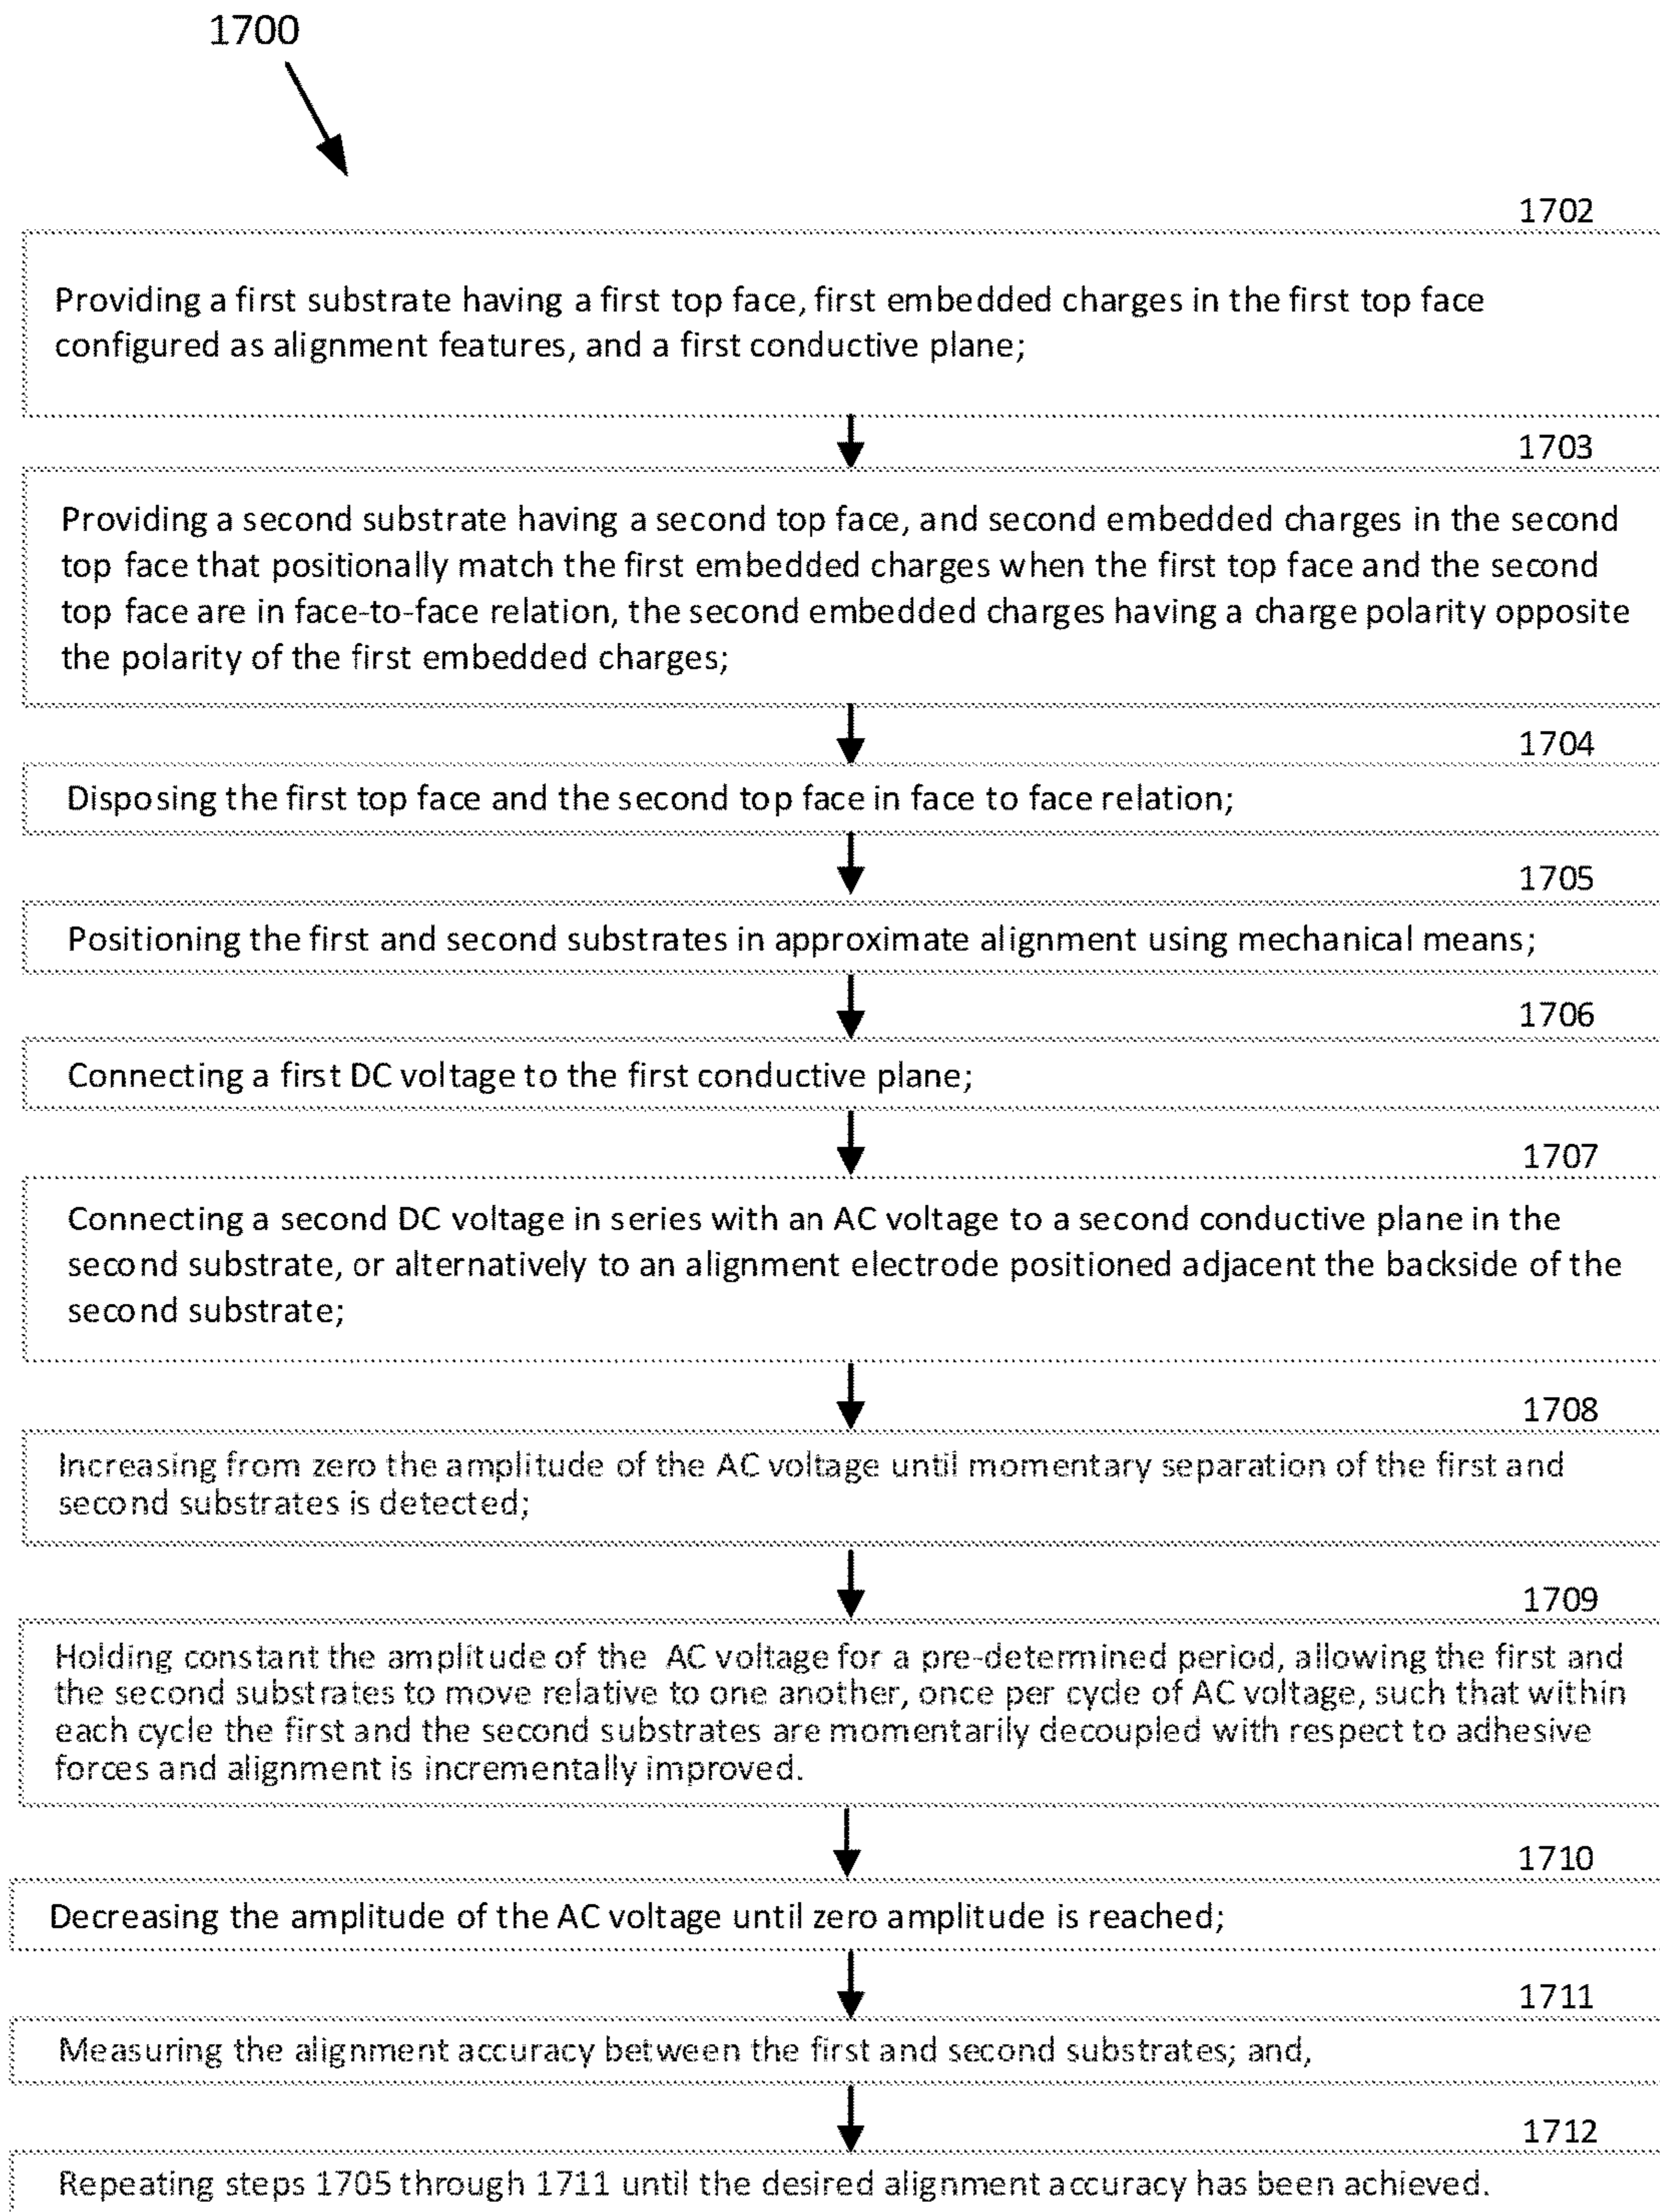 1700
1702
Providing a first substrate having a first top face, first embedded charges in the first top face
configured as alignment features, and a first conductive plane;
1703
Providing a second substrate having a second top face, and second embedded charges in the second
top face that positionally match the first embedded charges when the first top face and the second
top face are in face-to-face relation, the second embedded charges having a charge polarity opposite
the polarity of the first embedded charges;
1704
Disposing the first top face and the second top face in face to face relation;
1705
Positioning the first and second substrates in approximate alignment using mechanical means;
1706
Connecting a first DC voltage to the first conductive plane;
1707
Connecting a second DC voltage in series with an AC voltage to a second conductive plane in the
second substrate, or alternatively to an alignment electrode positioned adjacent the backside of the
second substrate;
1708
Increasing from zero the amplitude of the AC voltage until momentary separation of the first and
second substrates is detected;
1709
Holding constant the amplitude of the AC voltage for a pre-determined period, allowing the first and
the second substrates to move relative to one another, once per cycle of AC voltage, such that within
each cycle the first and the second substrates are momentarily decoupled with respect to adhesive
forces and alignment is incrementally improved.
1710
Decreasing the amplitude of the AC voltage until zero amplitude is reached;
1711
Measuring the alignment accuracy between the first and second substrates; and,
1712
Repeating steps 1705 through 1711 until the desired alignment accuracy has been achieved.